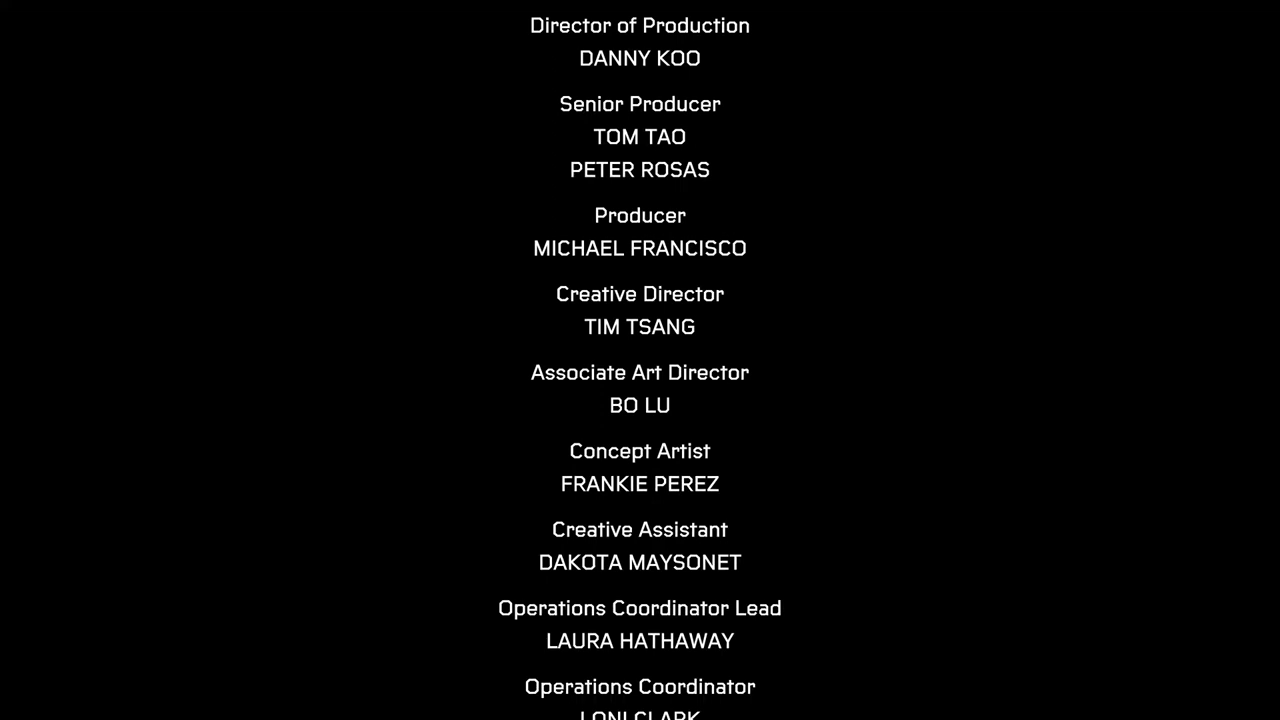 Director of Production
DANNY KOO
Senior Producer
TOM TAO
PETER ROSAS
Producer
MICHAEL FRANCISCO
Creative Director
TIM TSANG
Associate Art Director
BO LU
Concept Artist
FRANKIE PEREZ
Creative Assistant
DAKOTA MAYSONET
Operations Coordinator Lead
LAURA HATHAWAY
Operations Coordinator
LONI CLARK